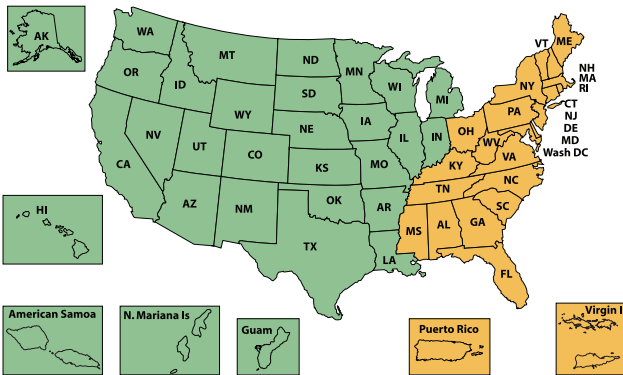 AK
WA
OR
ID
MT
ND
MN
SD
WY
WI
MI
NE
IA
NV
UT
CO
IL
IN
CA
KS
MO
AZ
NM
OK
AR
TX
LA
HI
VT
ME
NH
MA
RI
NY
CT
PA
NJ
OH
DE
MD
WV
Wash DC
VA
KY
NC
TN
SC
MS
AL
GA
FL
American Samoa
N. Mariana Is
Guam
Puerto Rico
Virgin I